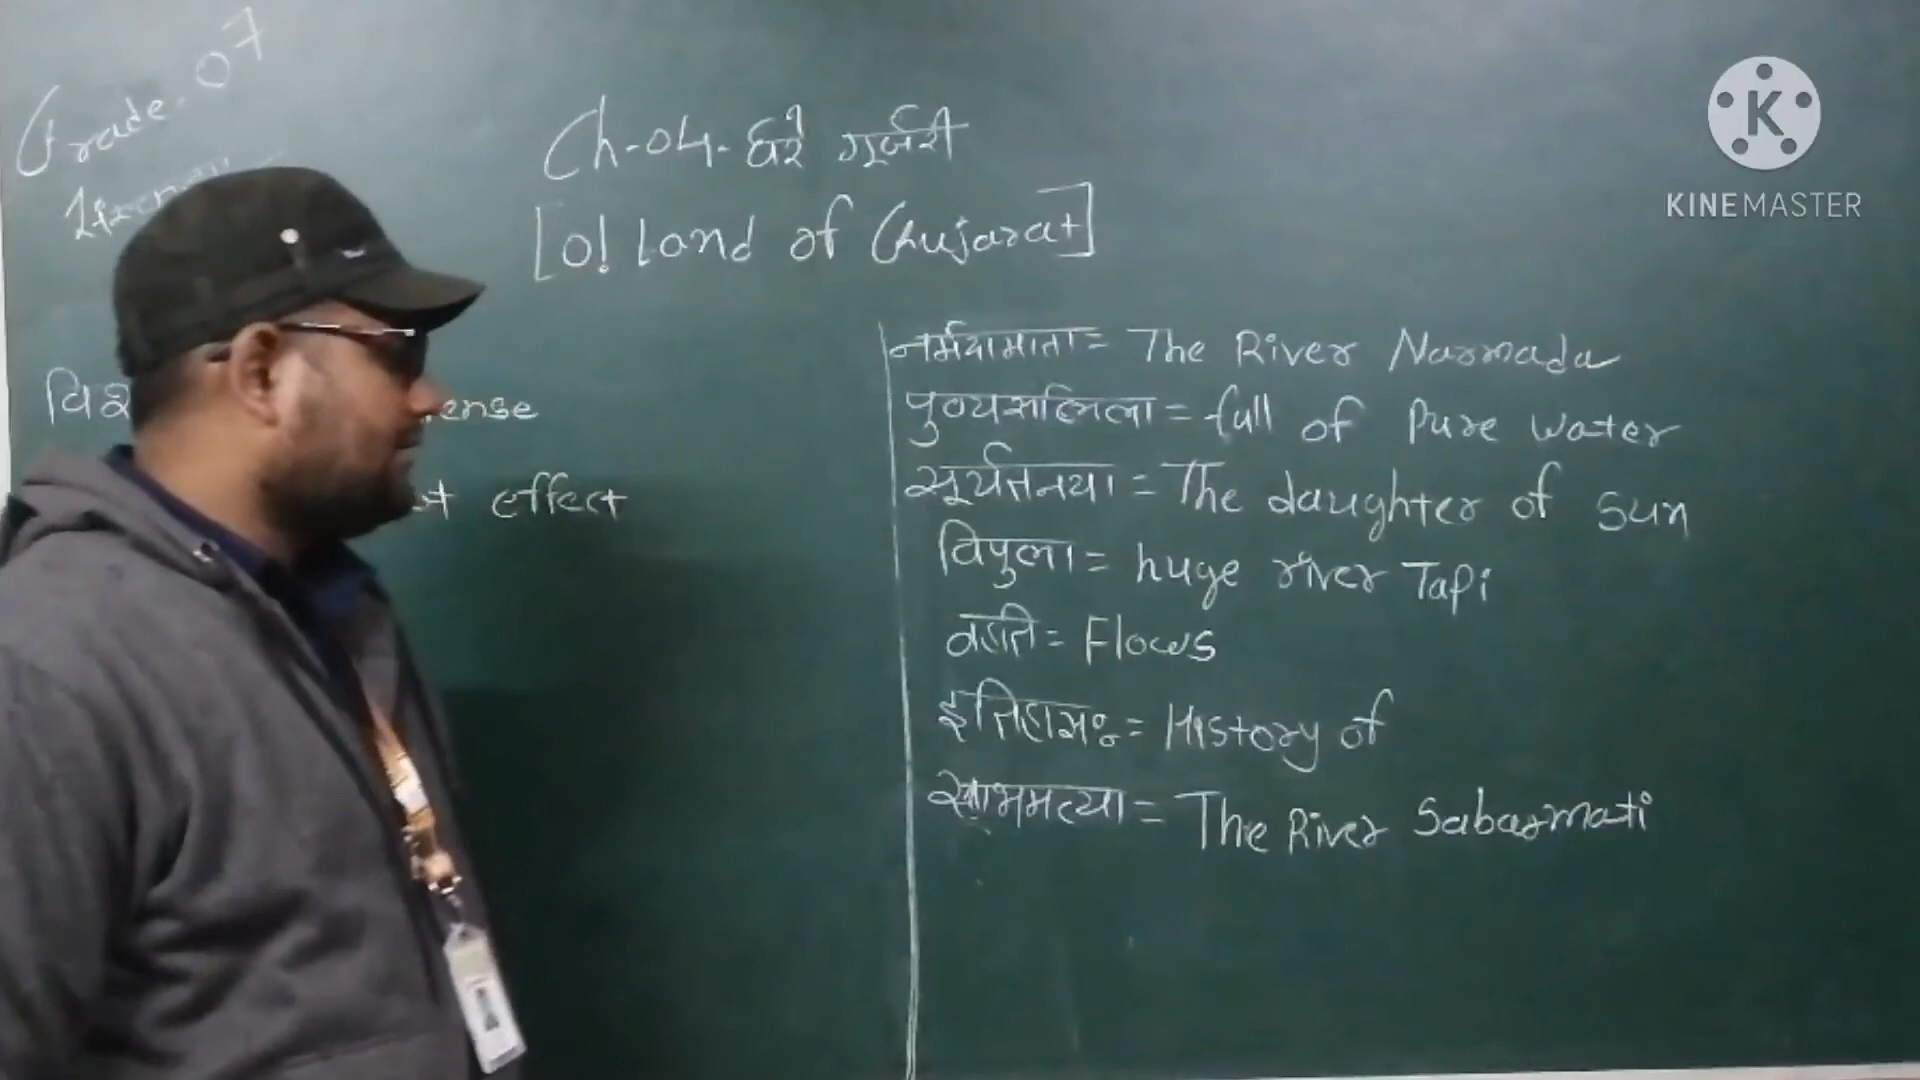 Grade-07
Ch-04-धरे गूर्जरी
[O! Land of Gujarat]
effect
नर्मदामाता = The River Narmada
पुण्यसलिला = full of Pure water
सूर्यतनया = The daughter of Sun
विपुला = huge river Tapi
वहति = Flows
इतिहासः = History of
साभ्रमत्या = The River Sabarmati
K
KINEMASTER